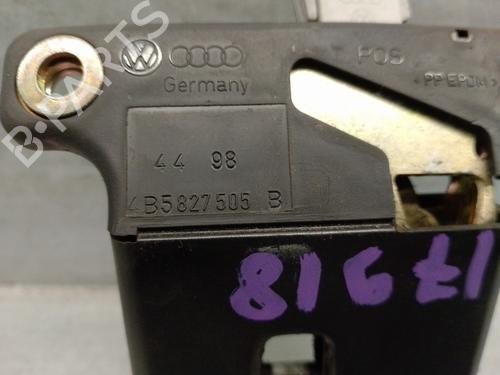 B-PARTS
POS
PP EPDM
Germany
44 98
4B5827505 B
17918